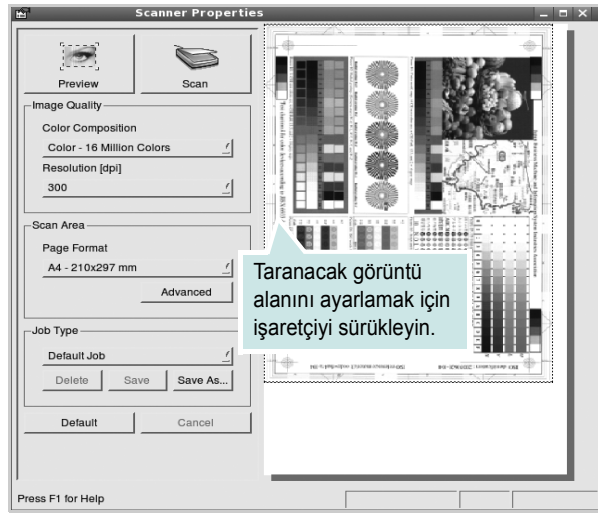 Scanner Properties
Preview
Scan
Image Quality
Color Composition
Color - 16 Million Colors
Resolution [dpi]
300
Scan Area
Page Format
A4 - 210x297 mm
Advanced
Job Type
Default Job
Delete
Save
Save As...
Default
Cancel
Taranacak görüntü
alanını ayarlamak için
işaretçiyi sürükleyin.
Press F1 for Help